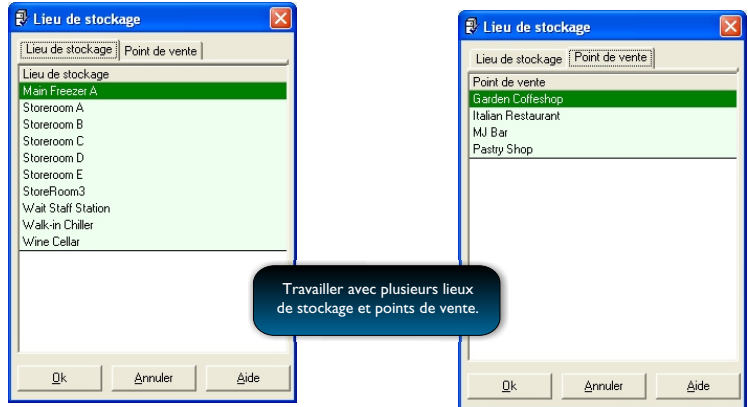 Lieu de stockage
Lieu de stockage Point de vente
Lieu de stockage
Main Freezer A
Storeroom A
Storeroom B
Storeroom C
Storeroom D
Storeroom E
StoreRoom3
Wait Staff Station
Walk-in Chiller
Wine Cellar
Ok Annuler Aide
Lieu de stockage
Lieu de stockage Point de vente
Point de vente
Garden Coffeshop
Italian Restaurant
MJ Bar
Pastry Shop
Ok Annuler Aide
Travailler avec plusieurs lieux
de stockage et points de vente.